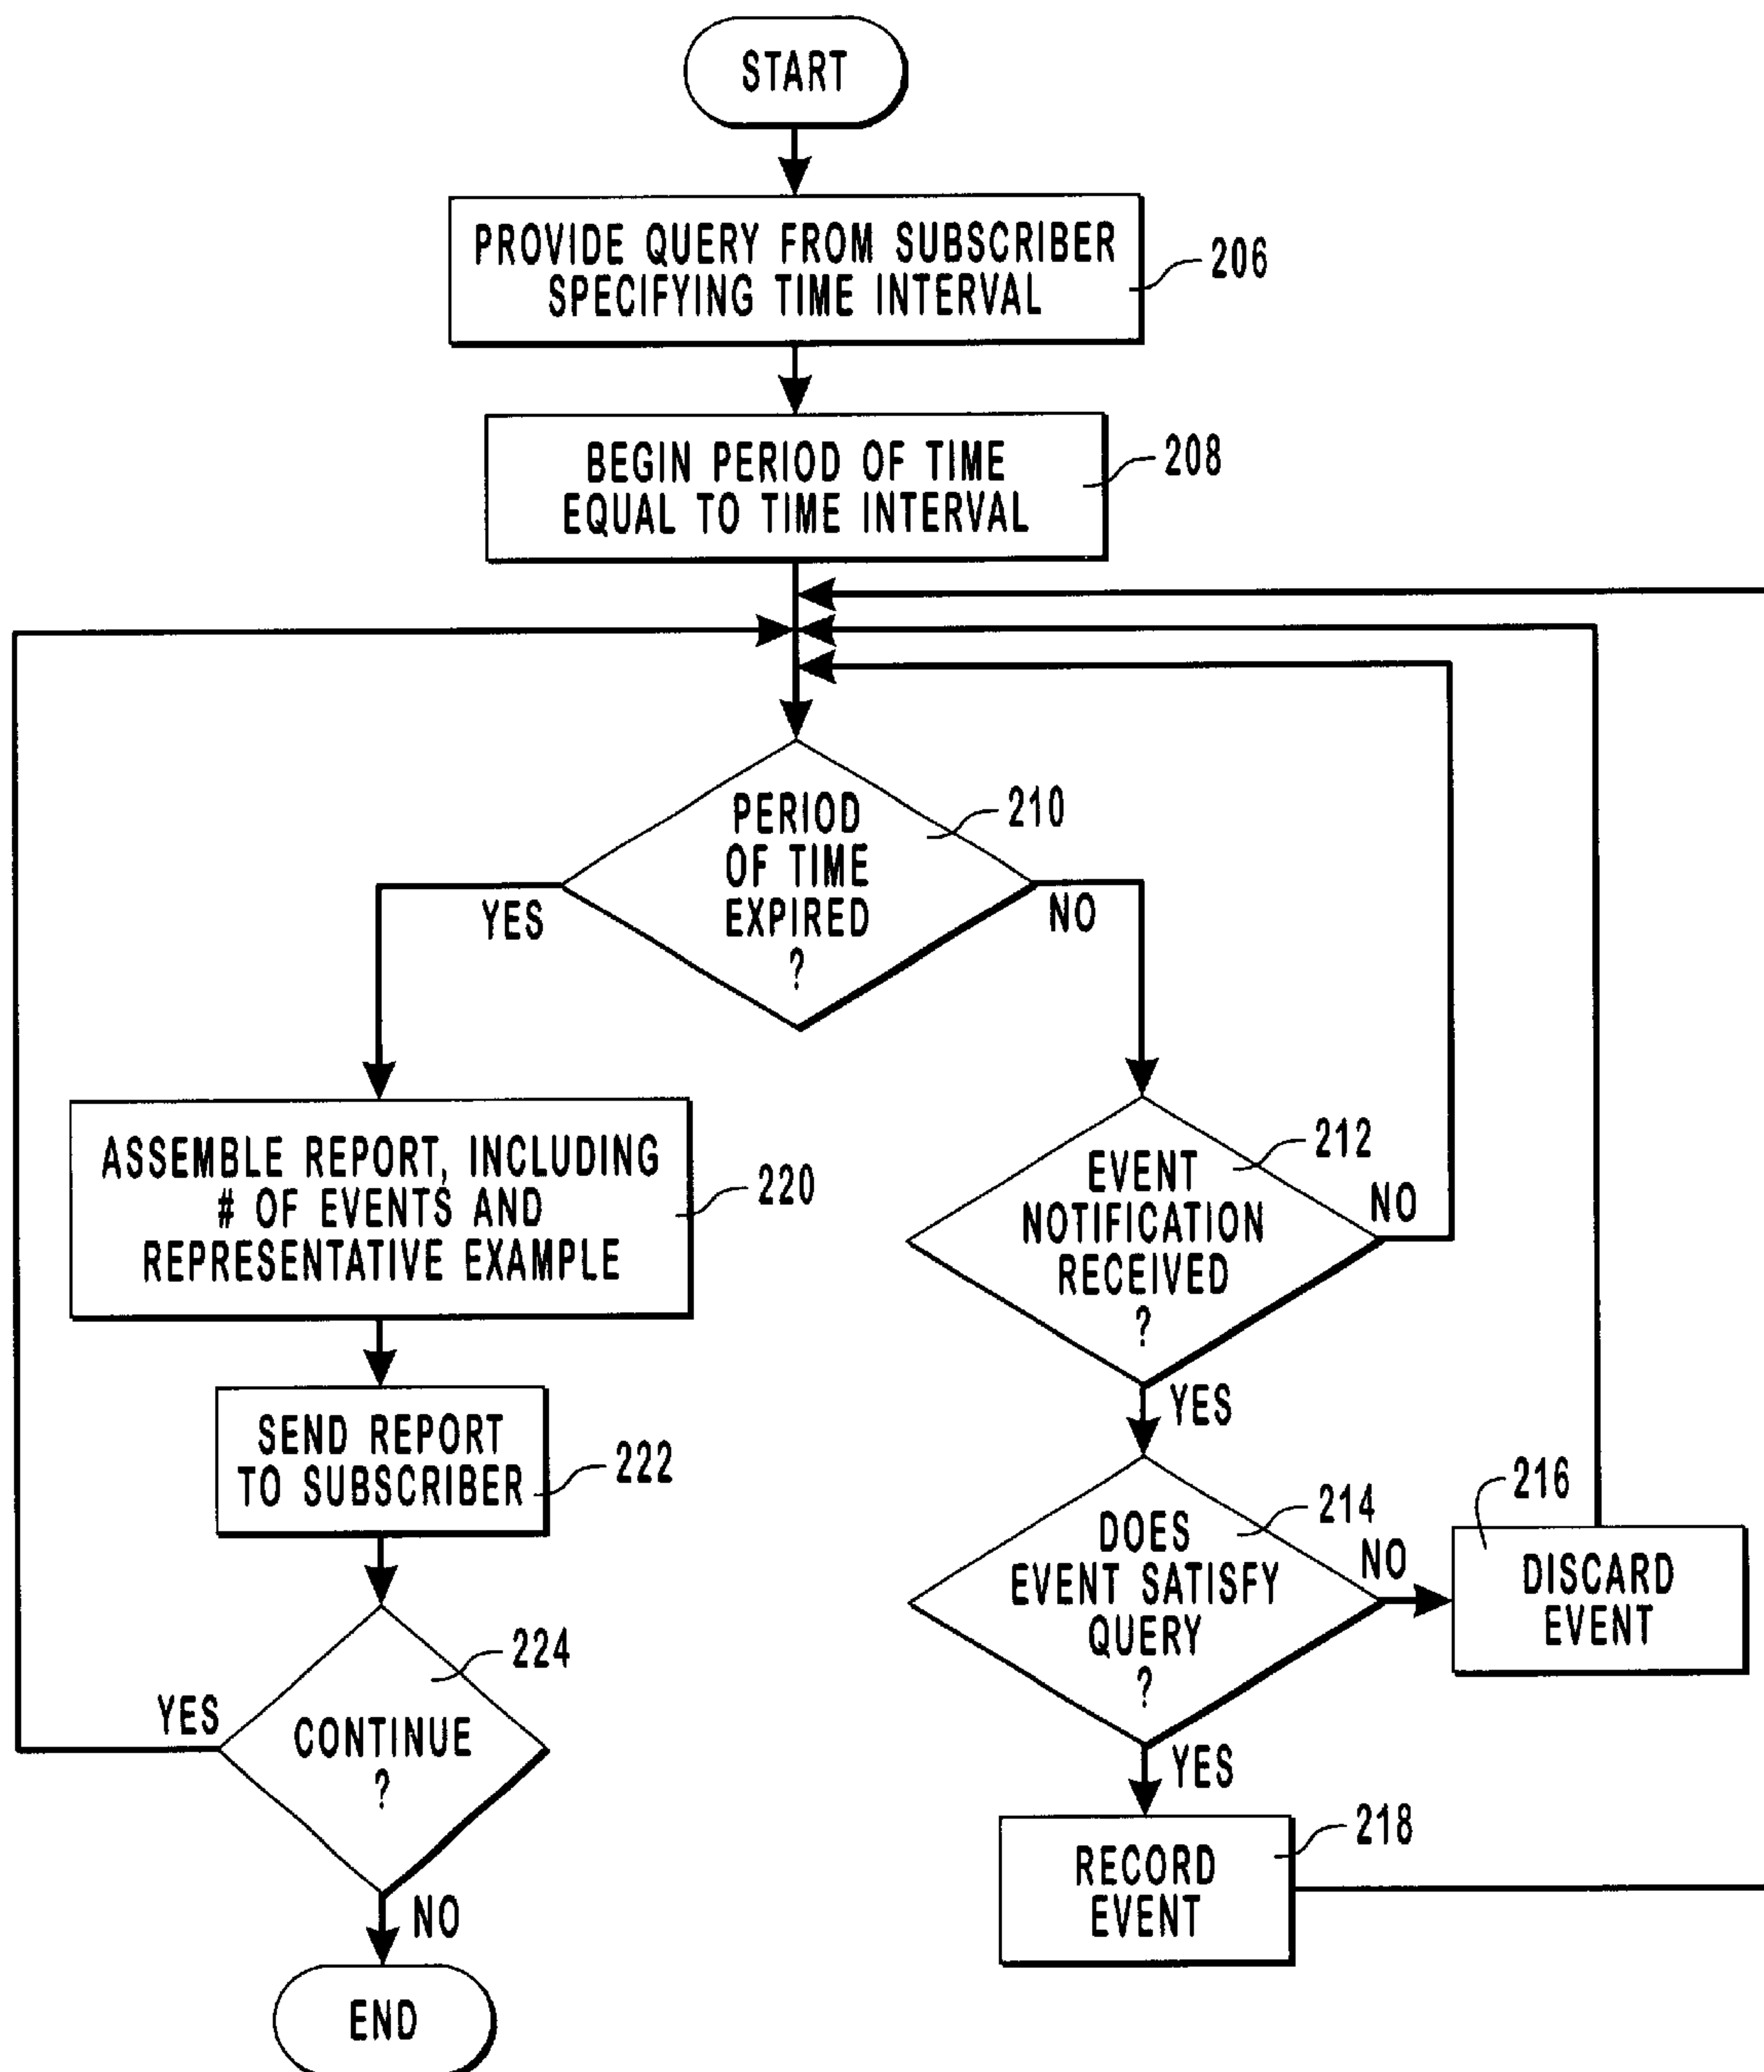 START
PROVIDE QUERY FROM SUBSCRIBER
SPECIFYING TIME INTERVAL
206
BEGIN PERIOD OF TIME
EQUAL TO TIME INTERVAL
208
PERIOD
OF TIME
EXPIRED
?
210
YES
NO
ASSEMBLE REPORT, INCLUDING
# OF EVENTS AND
REPRESENTATIVE EXAMPLE
220
EVENT
NOTIFICATION
RECEIVED
?
212
NO
YES
SEND REPORT
TO SUBSCRIBER
222
DOES
EVENT SATISFY
QUERY
?
214
NO
216
DISCARD
EVENT
YES
CONTINUE
?
224
YES
NO
RECORD
EVENT
218
END